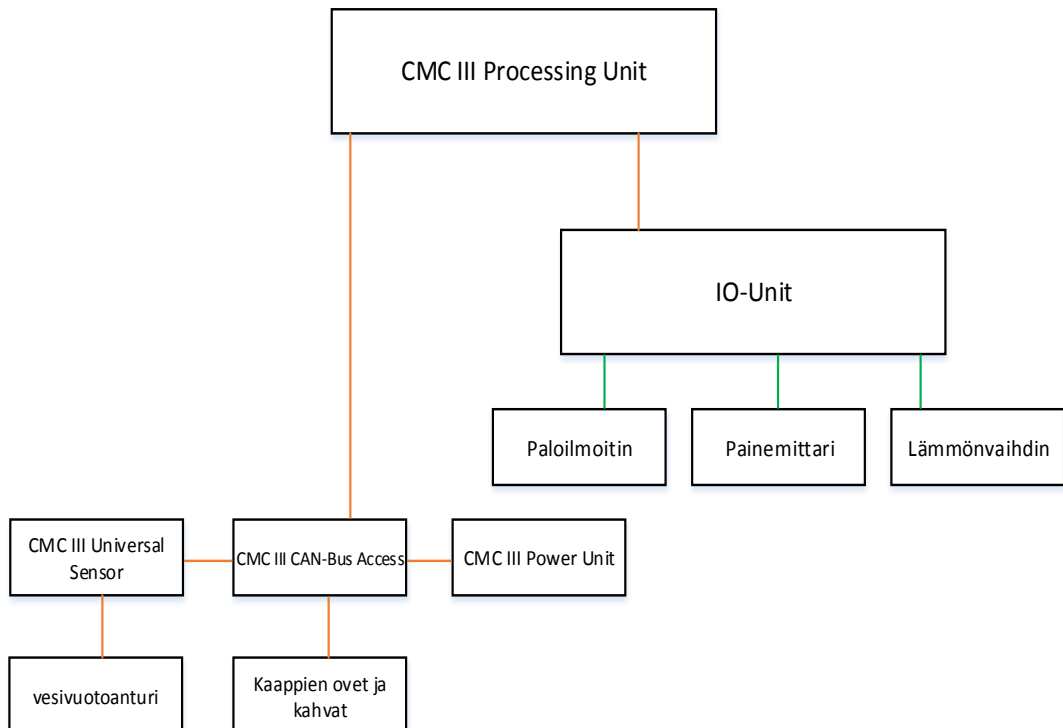 CMC III Processing Unit
IO-Unit
Paloilmoitin
Painemittari
Lämmönvaihdin
CMC III Universal
Sensor
CMC III CAN-Bus Access
CMC III Power Unit
vesivuotoanturi
Kaappien ovet ja
kahvat